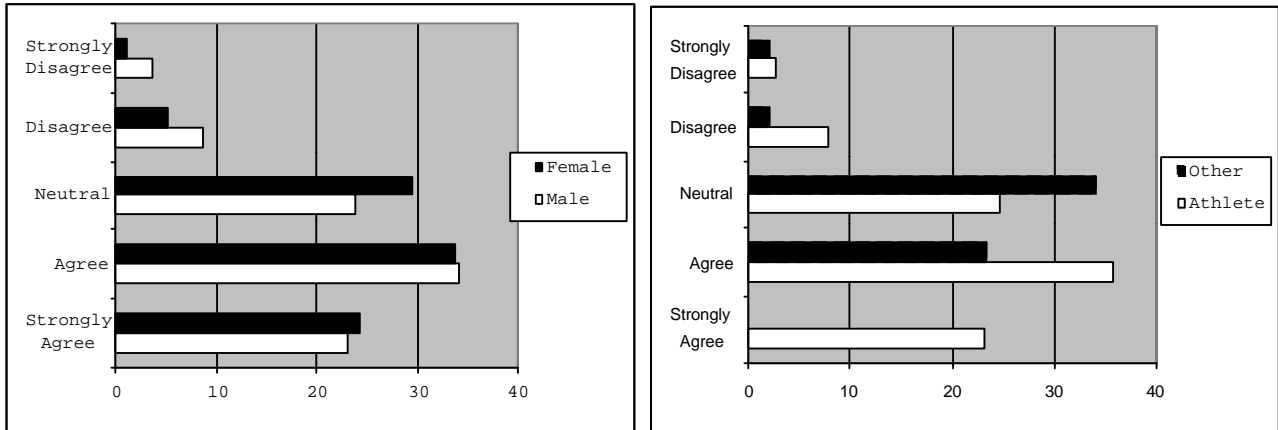 Strongly
Disagree
Disagree
Neutral
Agree
Strongly
Agree
0 10 20 30 40
Female
Male
Strongly
Disagree
Disagree
Neutral
Agree
Strongly
Agree
0 10 20 30 40
Other
Athlete